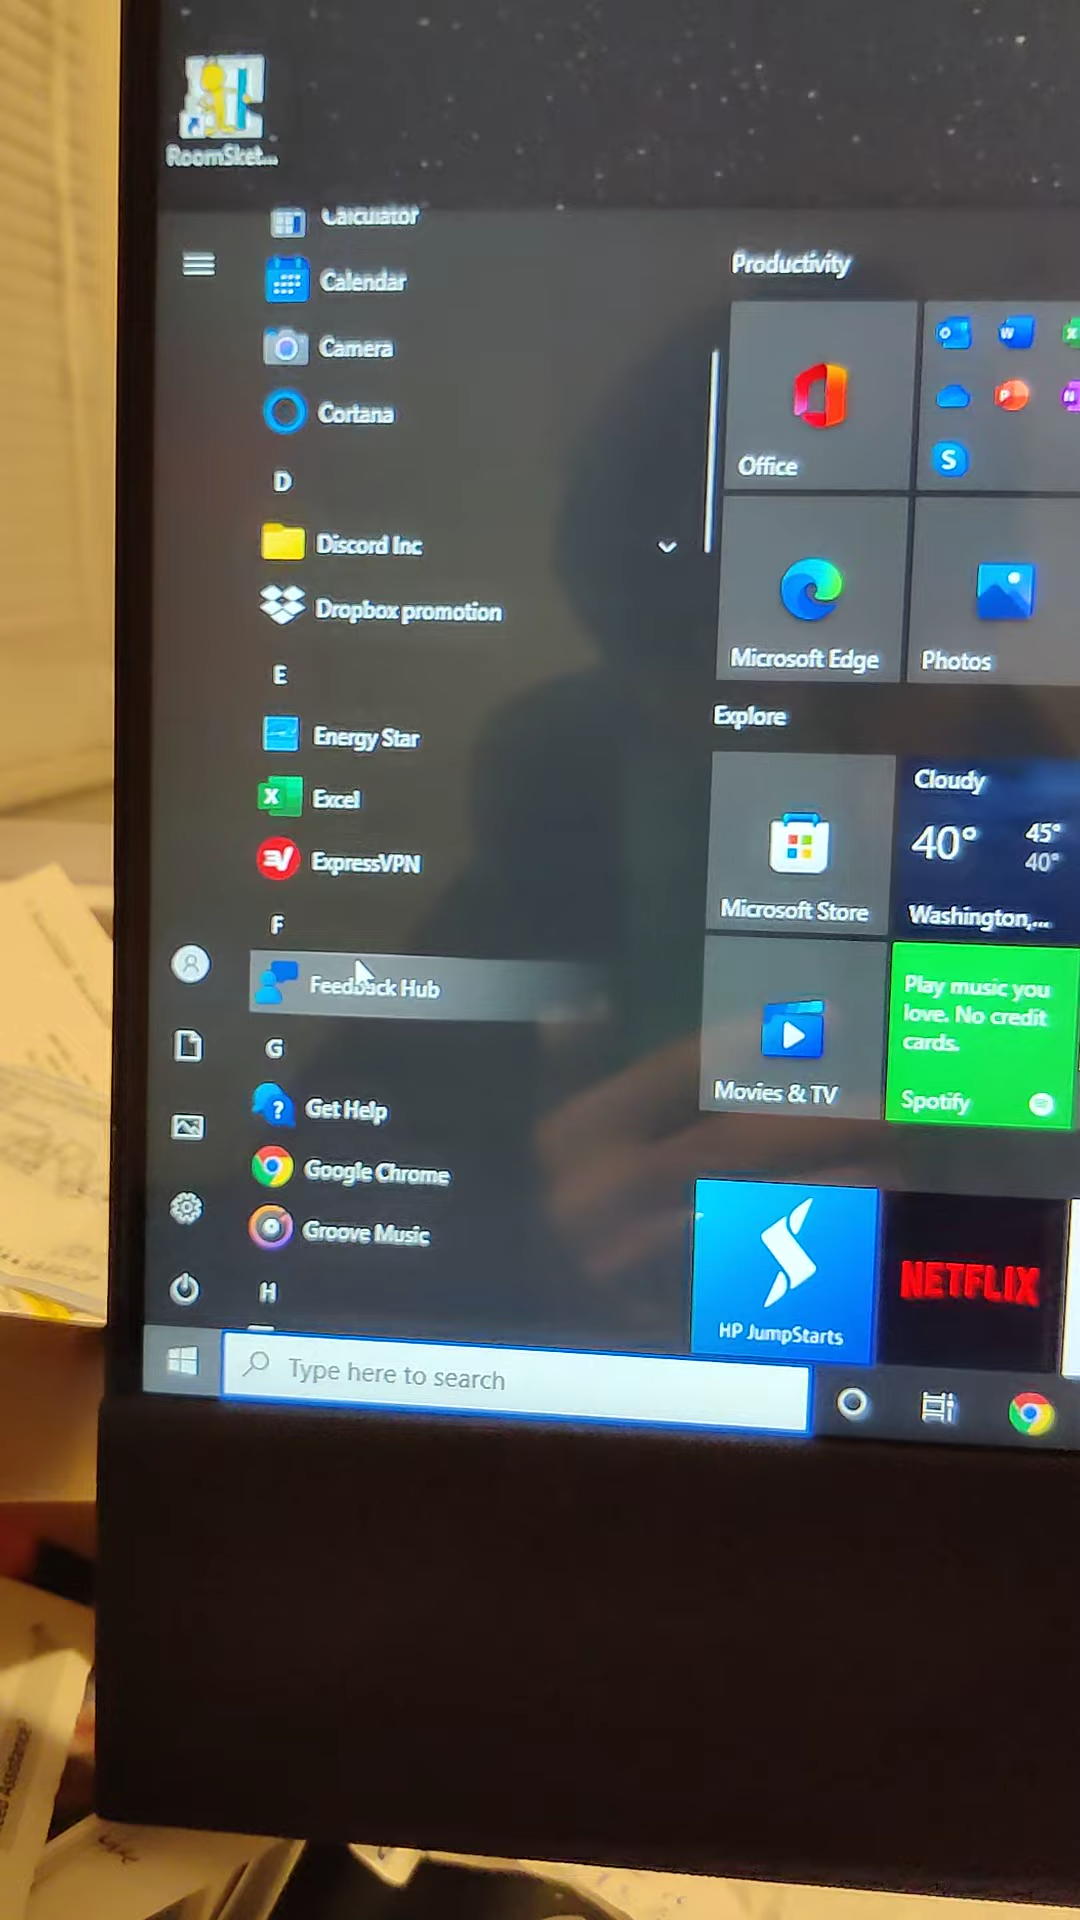 RoomSket...
Calculator
Calendar
Camera
Cortana
D
Discord Inc
Dropbox promotion
E
Energy Star
Excel
ExpressVPN
F
Feedback Hub
G
Get Help
Google Chrome
Groove Music
H
Productivity
Office
Microsoft Edge
Photos
Explore
Microsoft Store
Cloudy
40° 45°
40°
Washington,...
Movies & TV
Play music you
love. No credit
cards.
Spotify
HP JumpStarts
NETFLIX
Type here to search